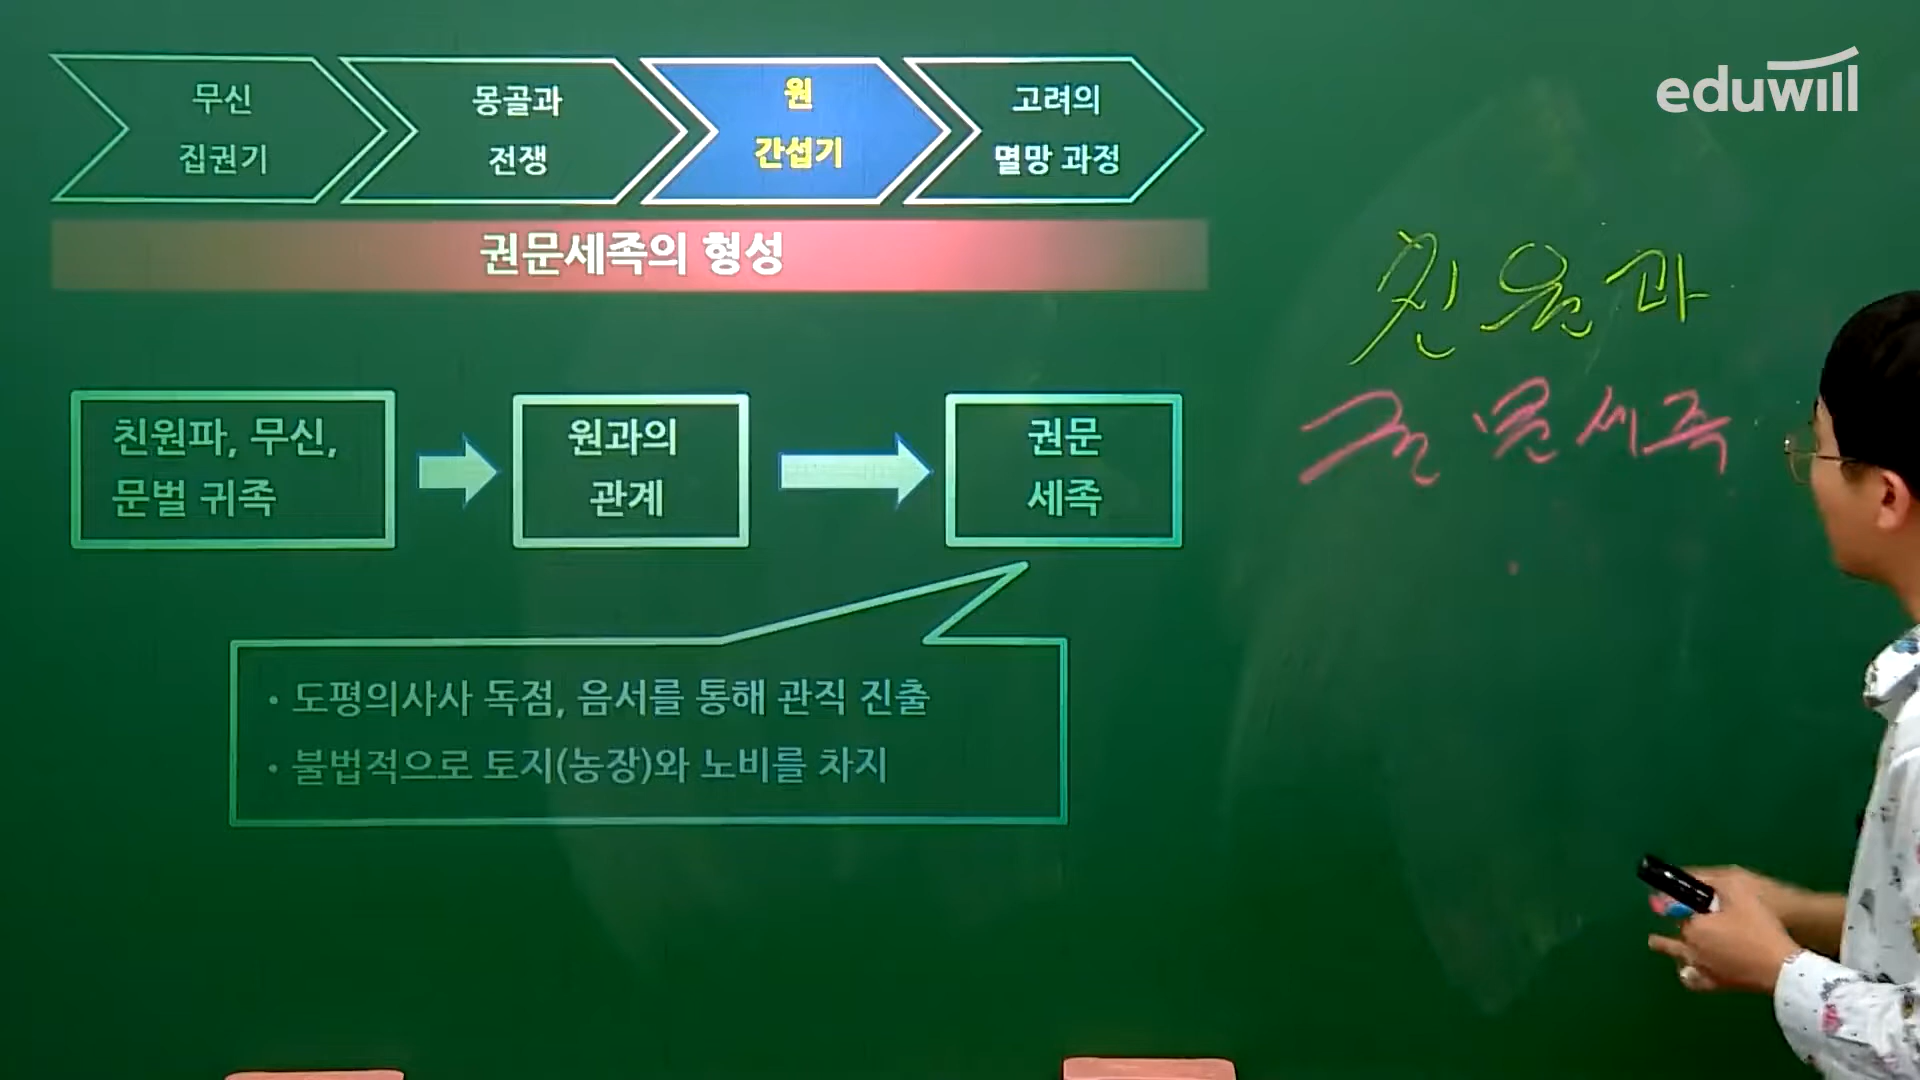 무신
집권기
몽골과
전쟁
원
간섭기
고려의
멸망 과정
eduwill
권문세족의 형성
친원파
권문세족
친원파, 무신,
문벌 귀족
원과의
관계
권문
세족
• 도평의사사 독점, 음서를 통해 관직 진출
• 불법적으로 토지(농장)와 노비를 차지